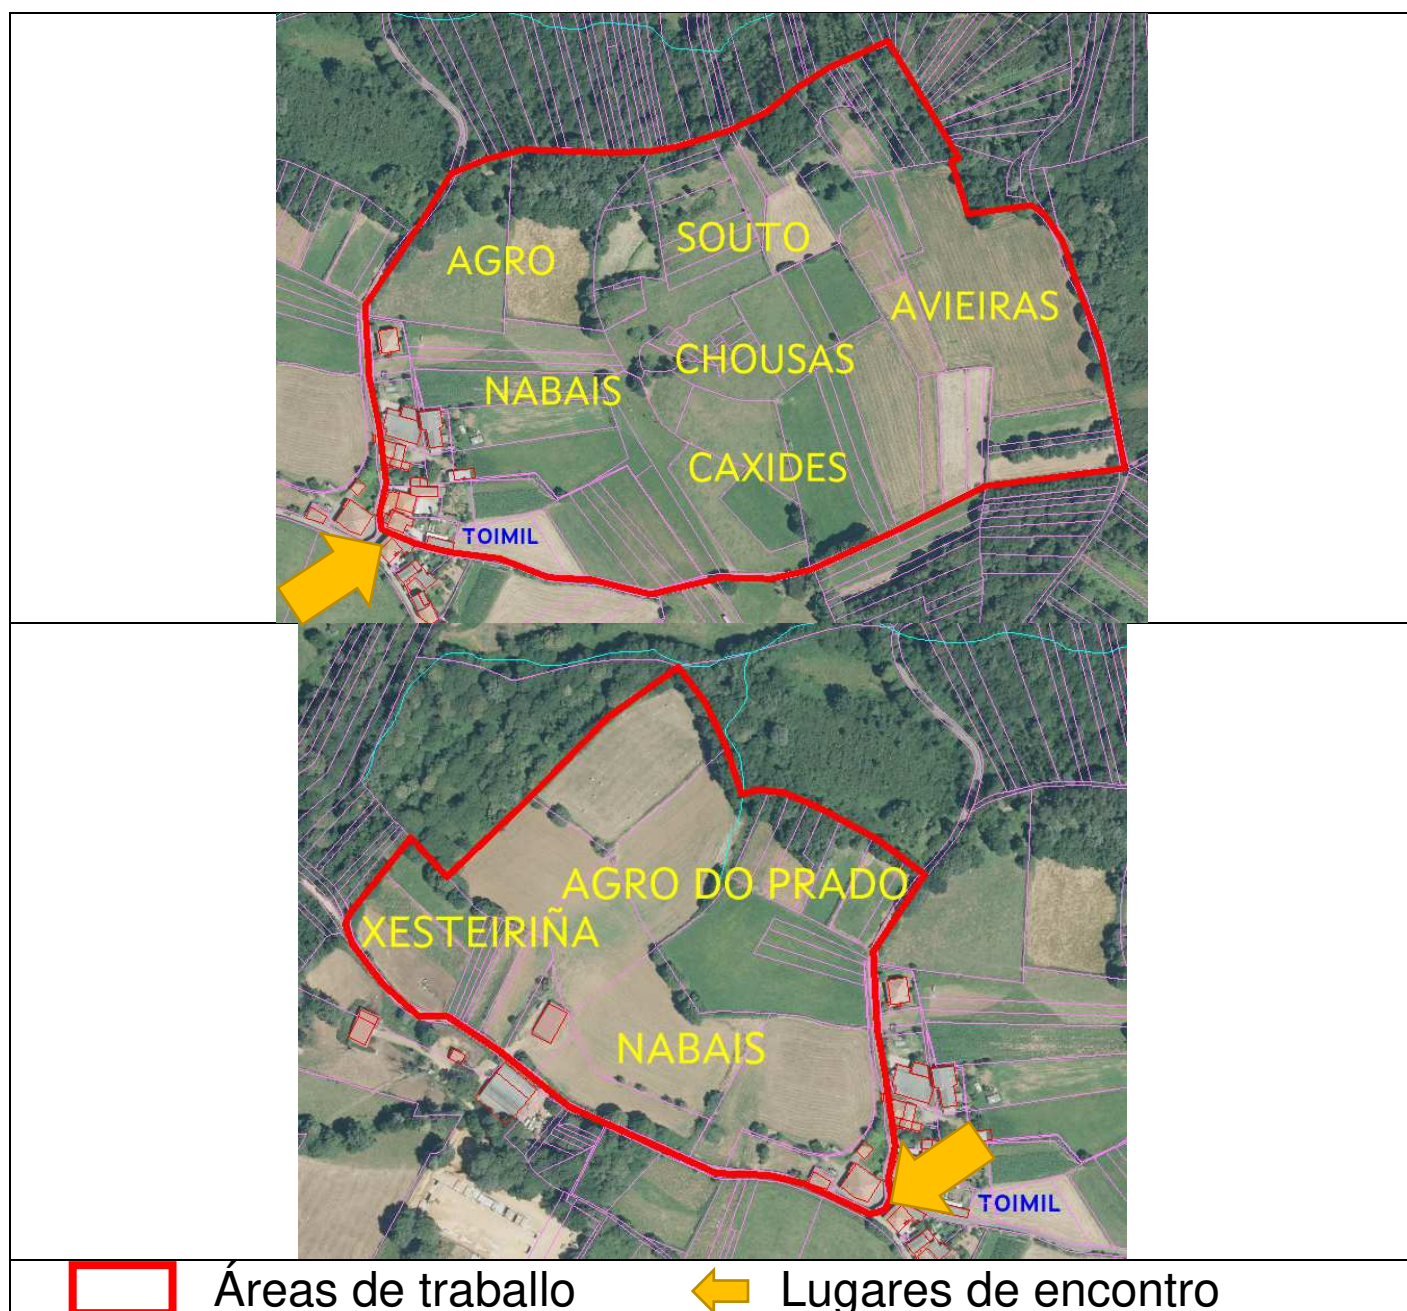 SOUTO
AGRO
AVIEIRAS
CHOUSAS
NABAIS
CAXIDES
TOIMIL
AGRO DO PRADO
XESTEIRIÑA
NABAIS
TOIMIL
Áreas de traballo Lugares de encontro